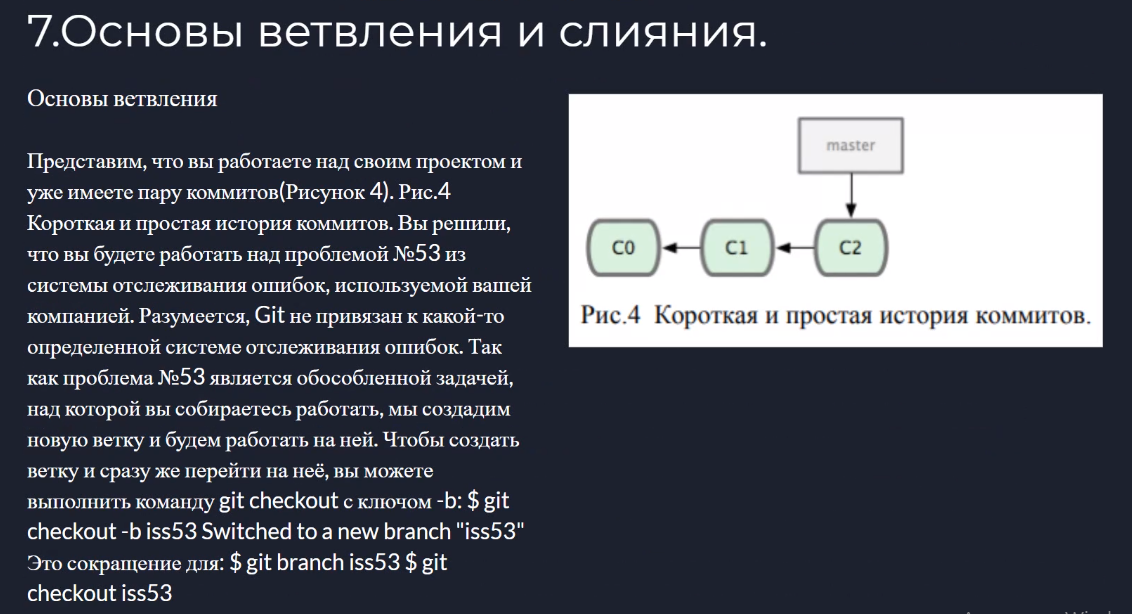 7.Основы ветвления и слияния.
Основы ветвления
Представим, что вы работаете над своим проектом и
уже имеете пару коммитов(Рисунок 4). Рис.4
Короткая и простая история коммитов. Вы решили,
что вы будете работать над проблемой №53 из
системы отслеживания ошибок, используемой вашей
компанией. Разумеется, Git не привязан к какой-то
определенной системе отслеживания ошибок. Так
как проблема №53 является обособленной задачей,
над которой вы собираетесь работать, мы создадим
новую ветку и будем работать на ней. Чтобы создать
ветку и сразу же перейти на неё, вы можете
выполнить команду git checkout с ключом -b: $ git
checkout -b iss53 Switched to a new branch "iss53"
Это сокращение для: $ git branch iss53 $ git
checkout iss53
master
C0 C1 C2
Рис.4 Короткая и простая история коммитов.